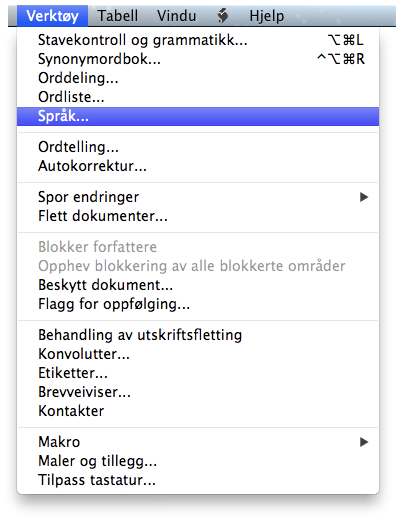 Verktøy Tabell Vindu Hjelp
Stavekontroll og grammatikk... ⌥⌘L
Synonymordbok... ^⌥⌘R
Orddeling...
Ordliste...
Språk...
Ordtelling...
Autokorrektur...
Spor endringer
Flett dokumenter...
Blokker forfattere
Opphev blokkering av alle blokkerte områder
Beskytt dokument...
Flagg for oppfølging...
Behandling av utskriftsfletting
Konvolutter...
Etiketter...
Brevveiviser...
Kontakter
Makro
Maler og tillegg...
Tilpass tastatur...